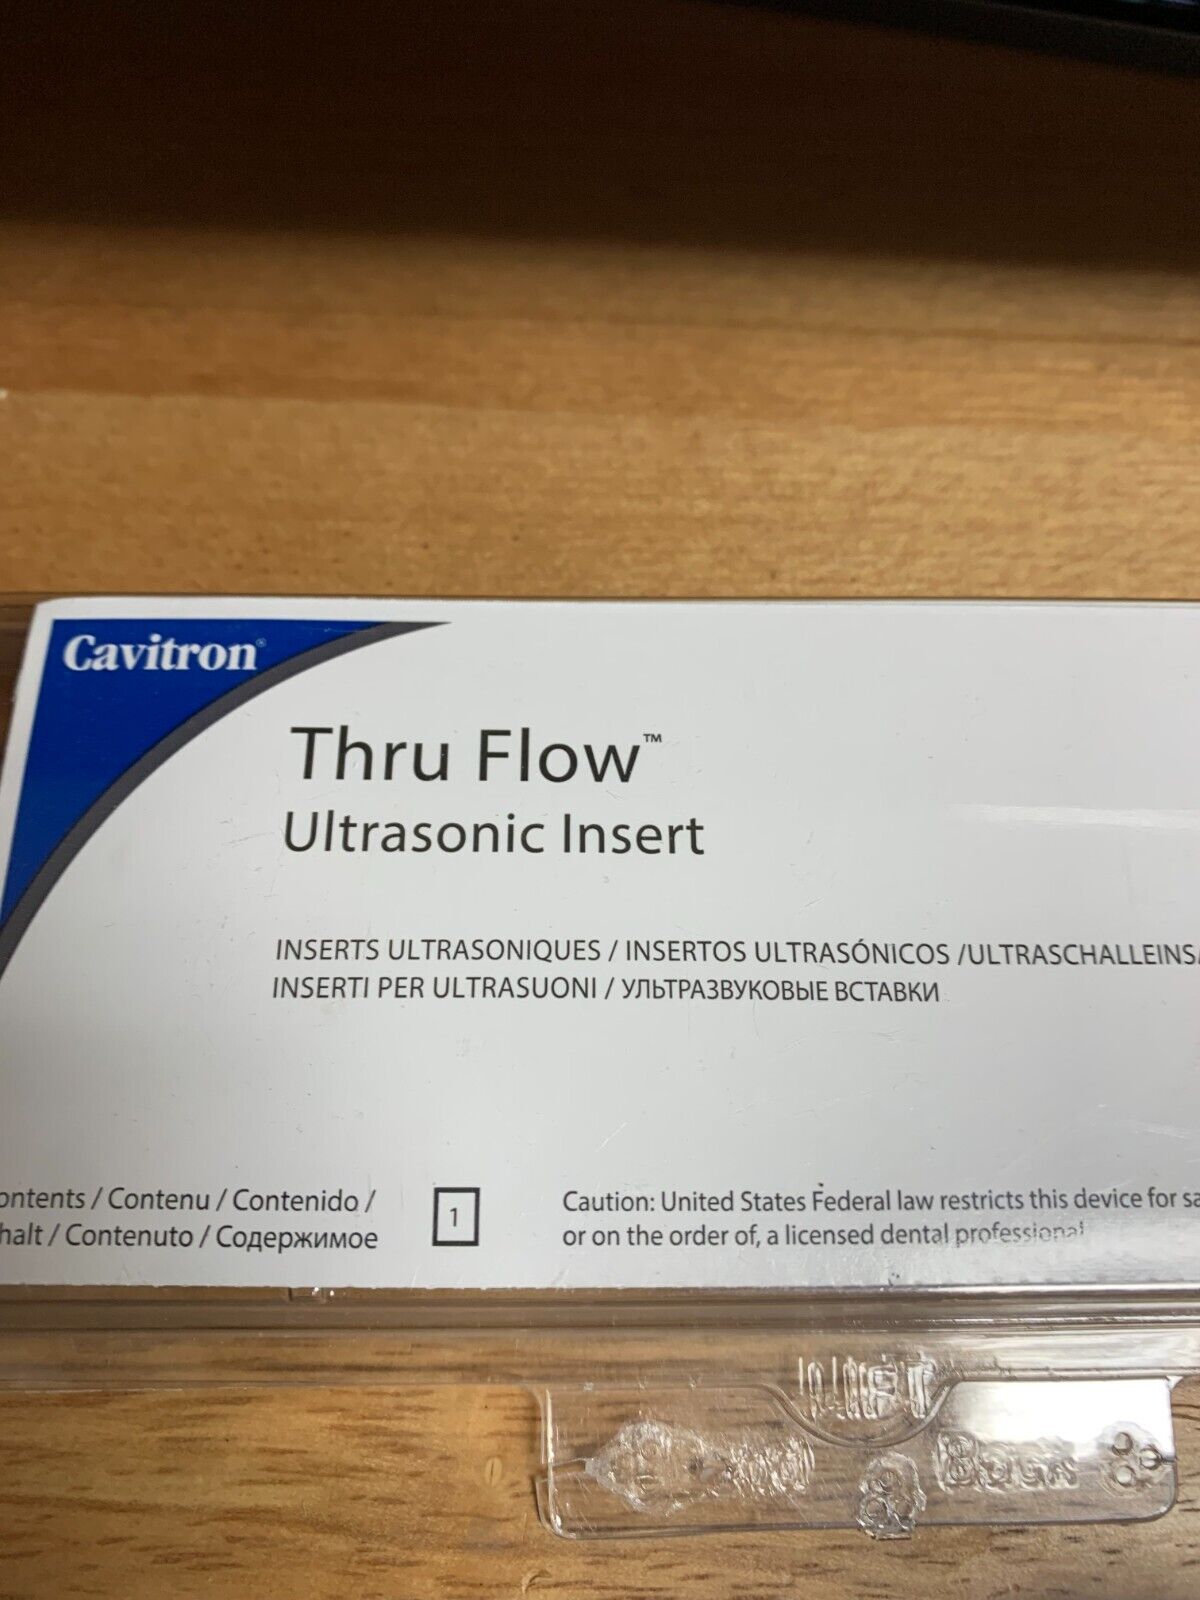 Cavitron®
Thru Flow™
Ultrasonic Insert
INSERTS ULTRASONIQUES / INSERTOS ULTRASÓNICOS /ULTRASCHALLEINSA
INSERTI PER ULTRASUONI / УЛЬТРАЗВУКОВЫЕ ВСТАВКИ
ontents / Contenu / Contenido /
halt / Contenuto / Содержимое
1
Caution: United States Federal law restricts this device for sa
or on the order of, a licensed dental professional
LIFT